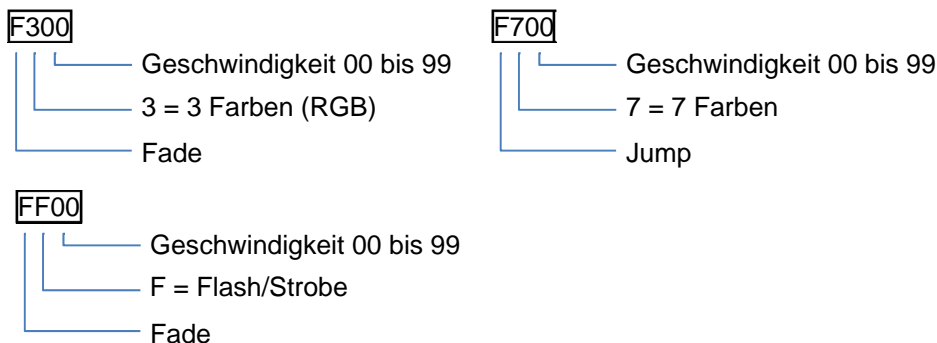 F300
Geschwindigkeit 00 bis 99
3 = 3 Farben (RGB)
Fade
F700
Geschwindigkeit 00 bis 99
7 = 7 Farben
Jump
FF00
Geschwindigkeit 00 bis 99
F = Flash/Strobe
Fade